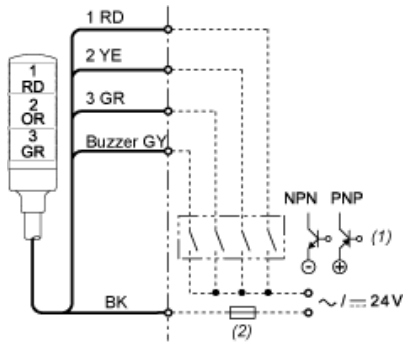 1 RD
2 YE
3 GR
Buzzer GY
1
RD
2
OR
3
GR
NPN PNP
(1)
BK
(2)
~ / ⎓ 24 V